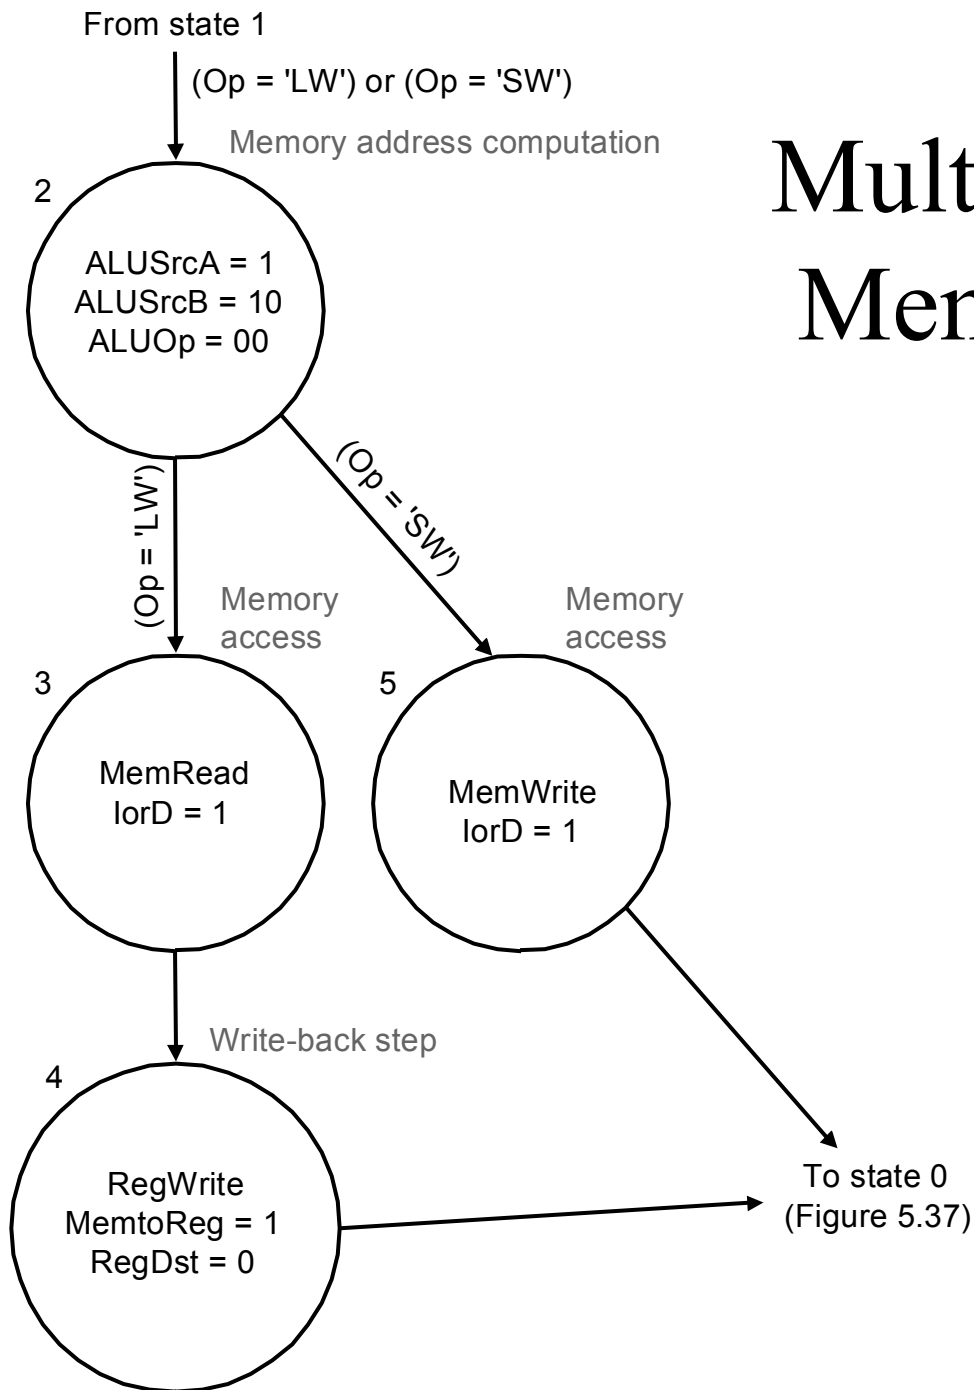 From state 1
(Op = 'LW') or (Op = 'SW')
Memory address computation
2
ALUSrcA = 1
ALUSrcB = 10
ALUOp = 00
(Op = 'LW')
(Op = 'SW')
Memory
access
Memory
access
3
MemRead
IorD = 1
5
MemWrite
IorD = 1
Write-back step
4
RegWrite
MemtoReg = 1
RegDst = 0
To state 0
(Figure 5.37)
Mult
Mem